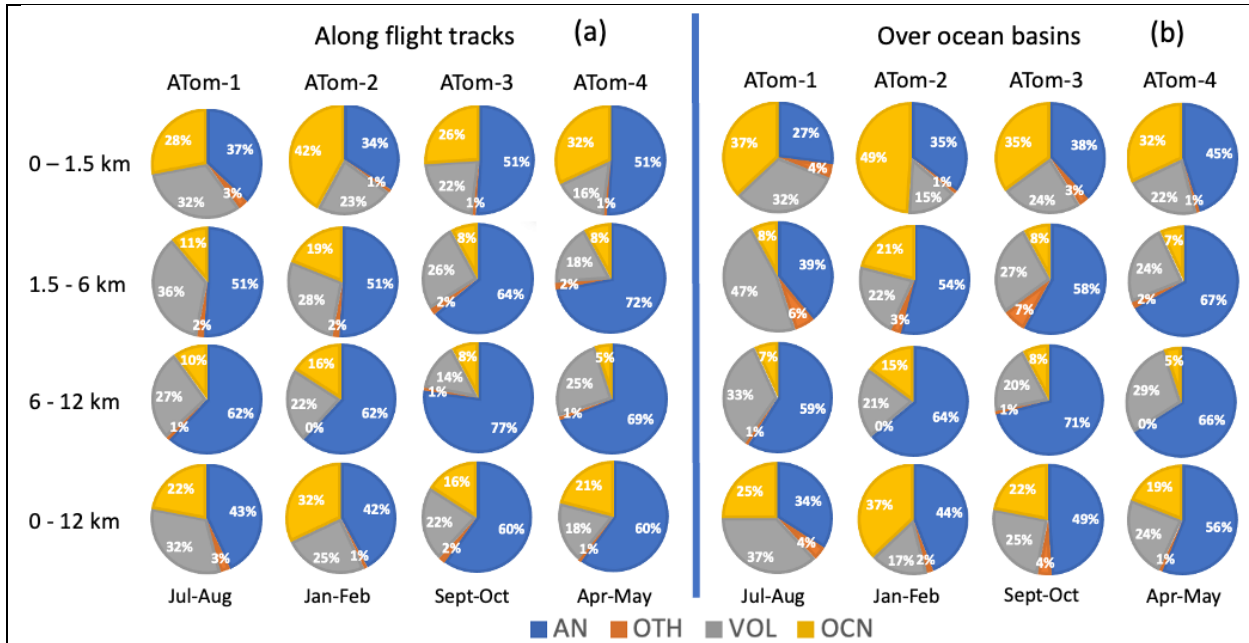 Along flight tracks (a) Over ocean basins (b)
ATom-1 ATom-2 ATom-3 ATom-4 ATom-1 ATom-2 ATom-3 ATom-4
0 – 1.5 km
28% 37% 32% 3%
42% 34% 23% 1%
26% 51% 22% 1%
32% 51% 16% 1%
37% 27% 32% 4%
49% 35% 15% 1%
35% 38% 24% 3%
32% 45% 22% 1%
1.5 - 6 km
11% 51% 36% 2%
19% 51% 28% 2%
8% 64% 26% 2%
8% 72% 18% 2%
8% 39% 47% 6%
21% 54% 22% 3%
8% 58% 27% 7%
7% 67% 24% 2%
6 - 12 km
10% 62% 27% 1%
16% 62% 22% 0%
8% 77% 14% 1%
5% 69% 25% 1%
7% 59% 33% 1%
15% 64% 21% 0%
8% 71% 20% 1%
5% 66% 29% 0%
0 - 12 km
22% 43% 32% 3%
32% 42% 25% 1%
16% 60% 22% 2%
21% 60% 18% 1%
25% 34% 37% 4%
37% 44% 17% 2%
22% 49% 25% 4%
19% 56% 24% 1%
Jul-Aug Jan-Feb Sept-Oct Apr-May Jul-Aug Jan-Feb Sept-Oct Apr-May
AN OTH VOL OCN